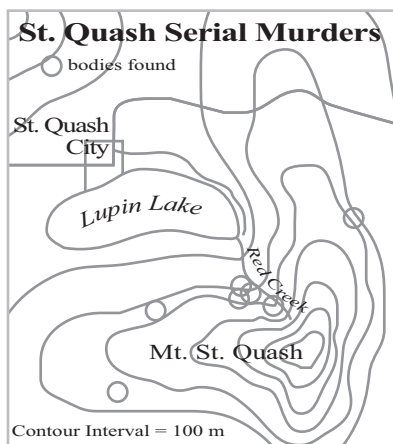 St. Quash Serial Murders
bodies found
St. Quash
City
Lupin Lake
Red Creek
Mt. St. Quash
Contour Interval = 100 m